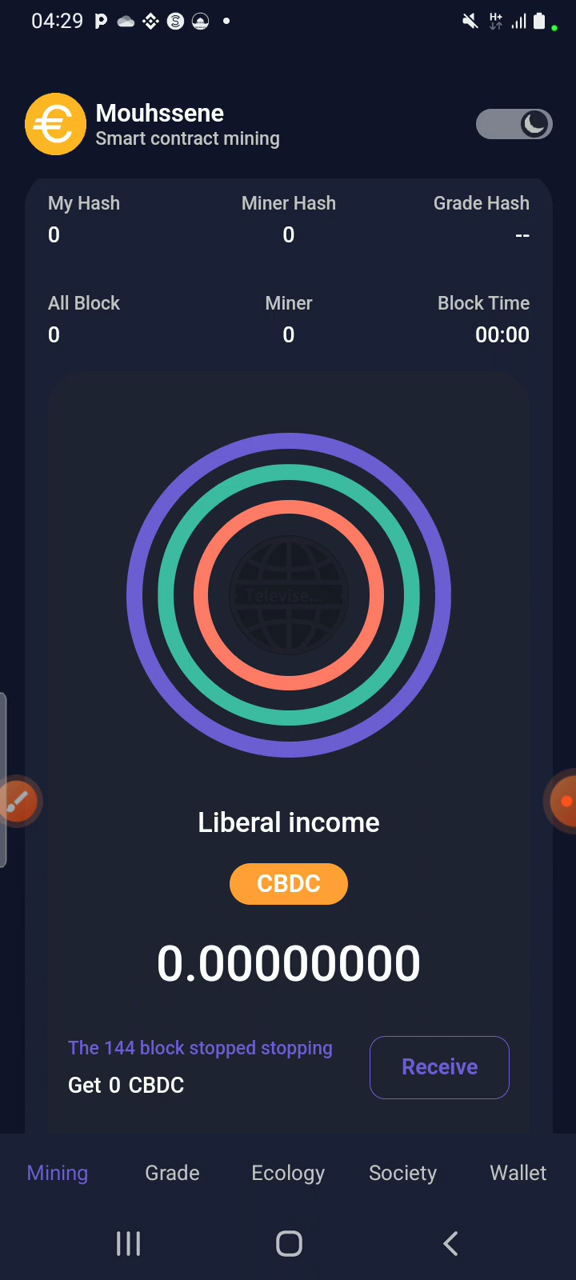 04:29
H+
€ Mouhssene
Smart contract mining
My Hash Miner Hash Grade Hash
0 0 --
All Block Miner Block Time
0 0 00:00
Televise...
Liberal income
CBDC
0.00000000
The 144 block stopped stopping
Get 0 CBDC
Receive
Mining Grade Ecology Society Wallet